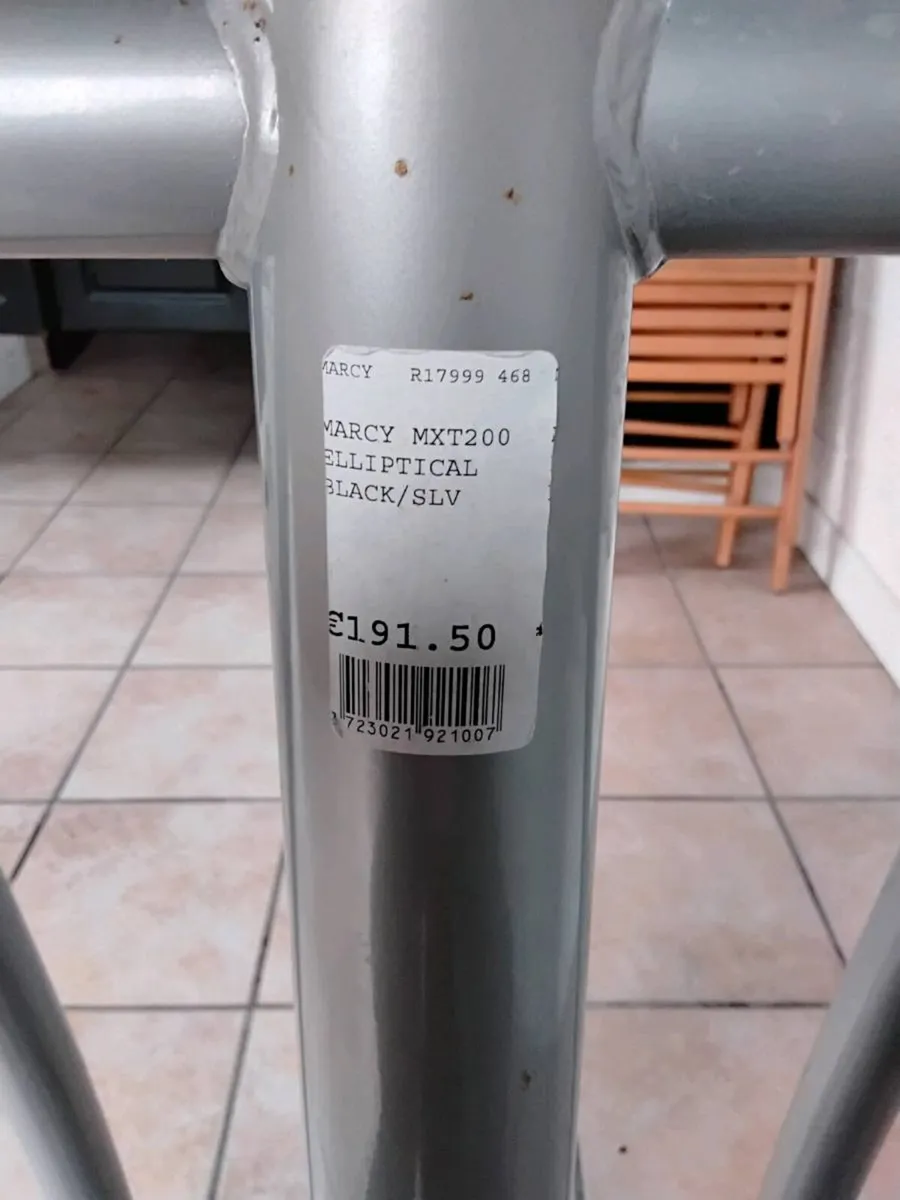 MARCY R17999 468
MARCY MXT200
ELLIPTICAL
BLACK/SLV
€191.50
723021 921007